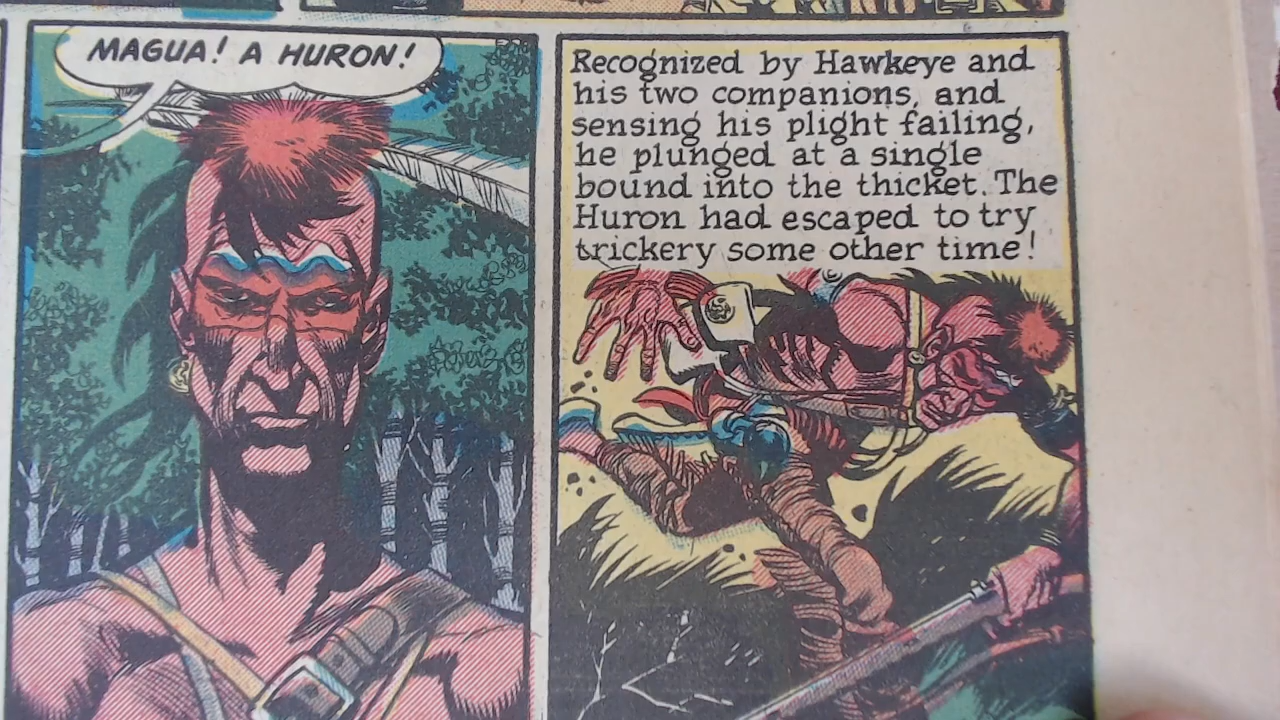 MAGUA! A HURON!
Recognized by Hawkeye and
his two companions, and
sensing his plight failing,
he plunged at a single
bound into the thicket. The
Huron had escaped to try
trickery some other time!